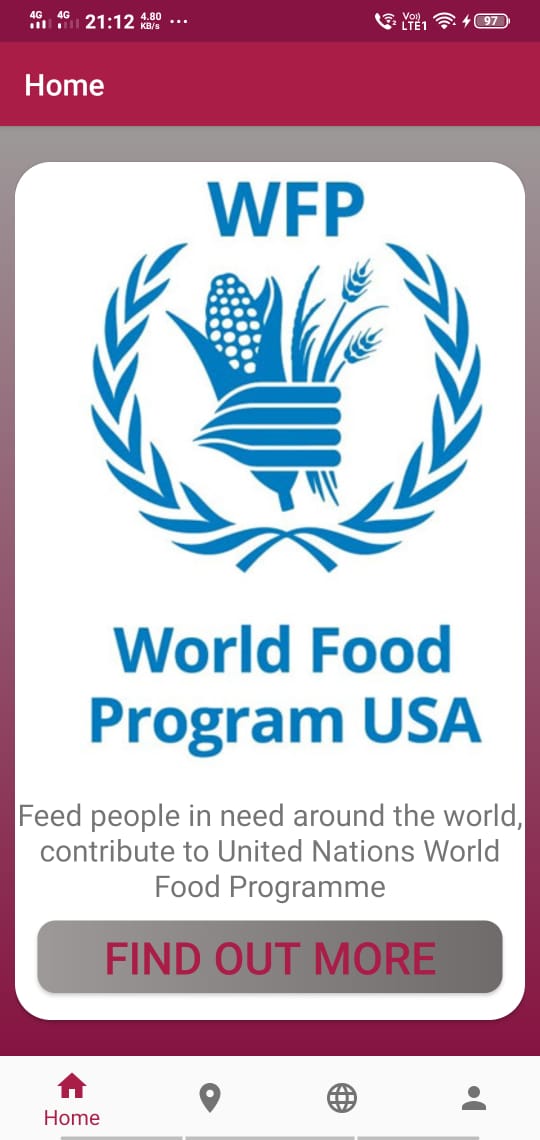 4G 4G 21:12 4.80 KB/s ... Vo) LTE1 97
Home
WFP
World Food
Program USA
Feed people in need around the world,
contribute to United Nations World
Food Programme
FIND OUT MORE
Home